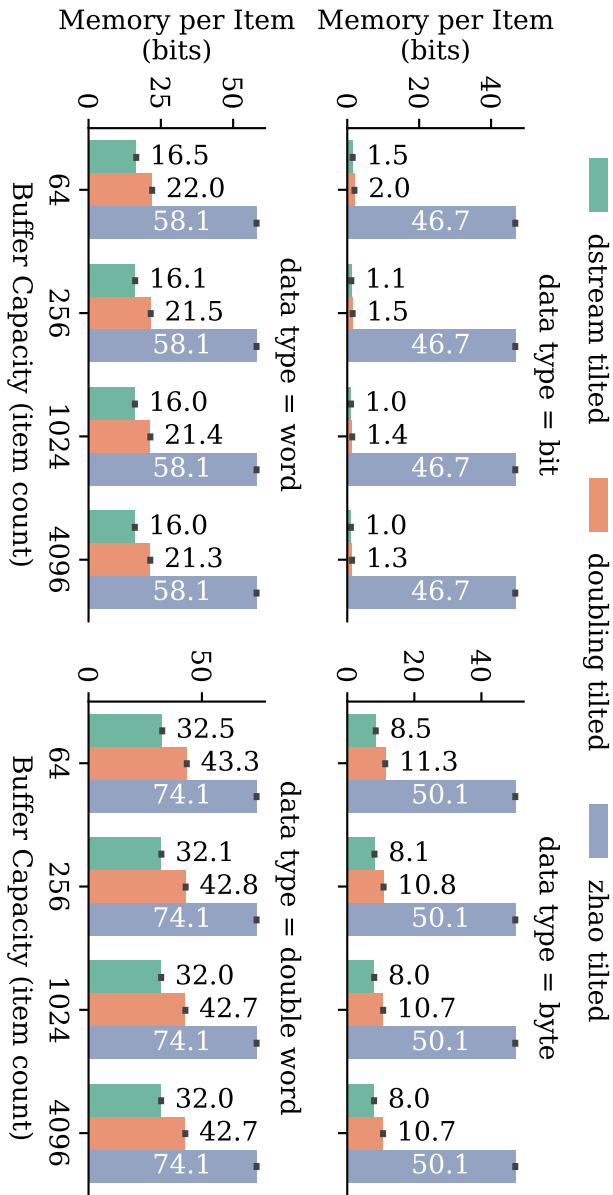 dstream tilted doubling tilted zhao tilted
data type = bit
Memory per Item
(bits)
0 20 40
1.5 2.0 46.7
1.1 1.5 46.7
1.0 1.4 46.7
1.0 1.3 46.7
data type = byte
0 20 40
8.5 11.3 50.1
8.1 10.8 50.1
8.0 10.7 50.1
8.0 10.7 50.1
data type = word
Memory per Item
(bits)
0 25 50
16.5 22.0 58.1
16.1 21.5 58.1
16.0 21.4 58.1
16.0 21.3 58.1
64 256 1024 4096
Buffer Capacity (item count)
data type = double word
0 50
32.5 43.3 74.1
32.1 42.8 74.1
32.0 42.7 74.1
32.0 42.7 74.1
64 256 1024 4096
Buffer Capacity (item count)